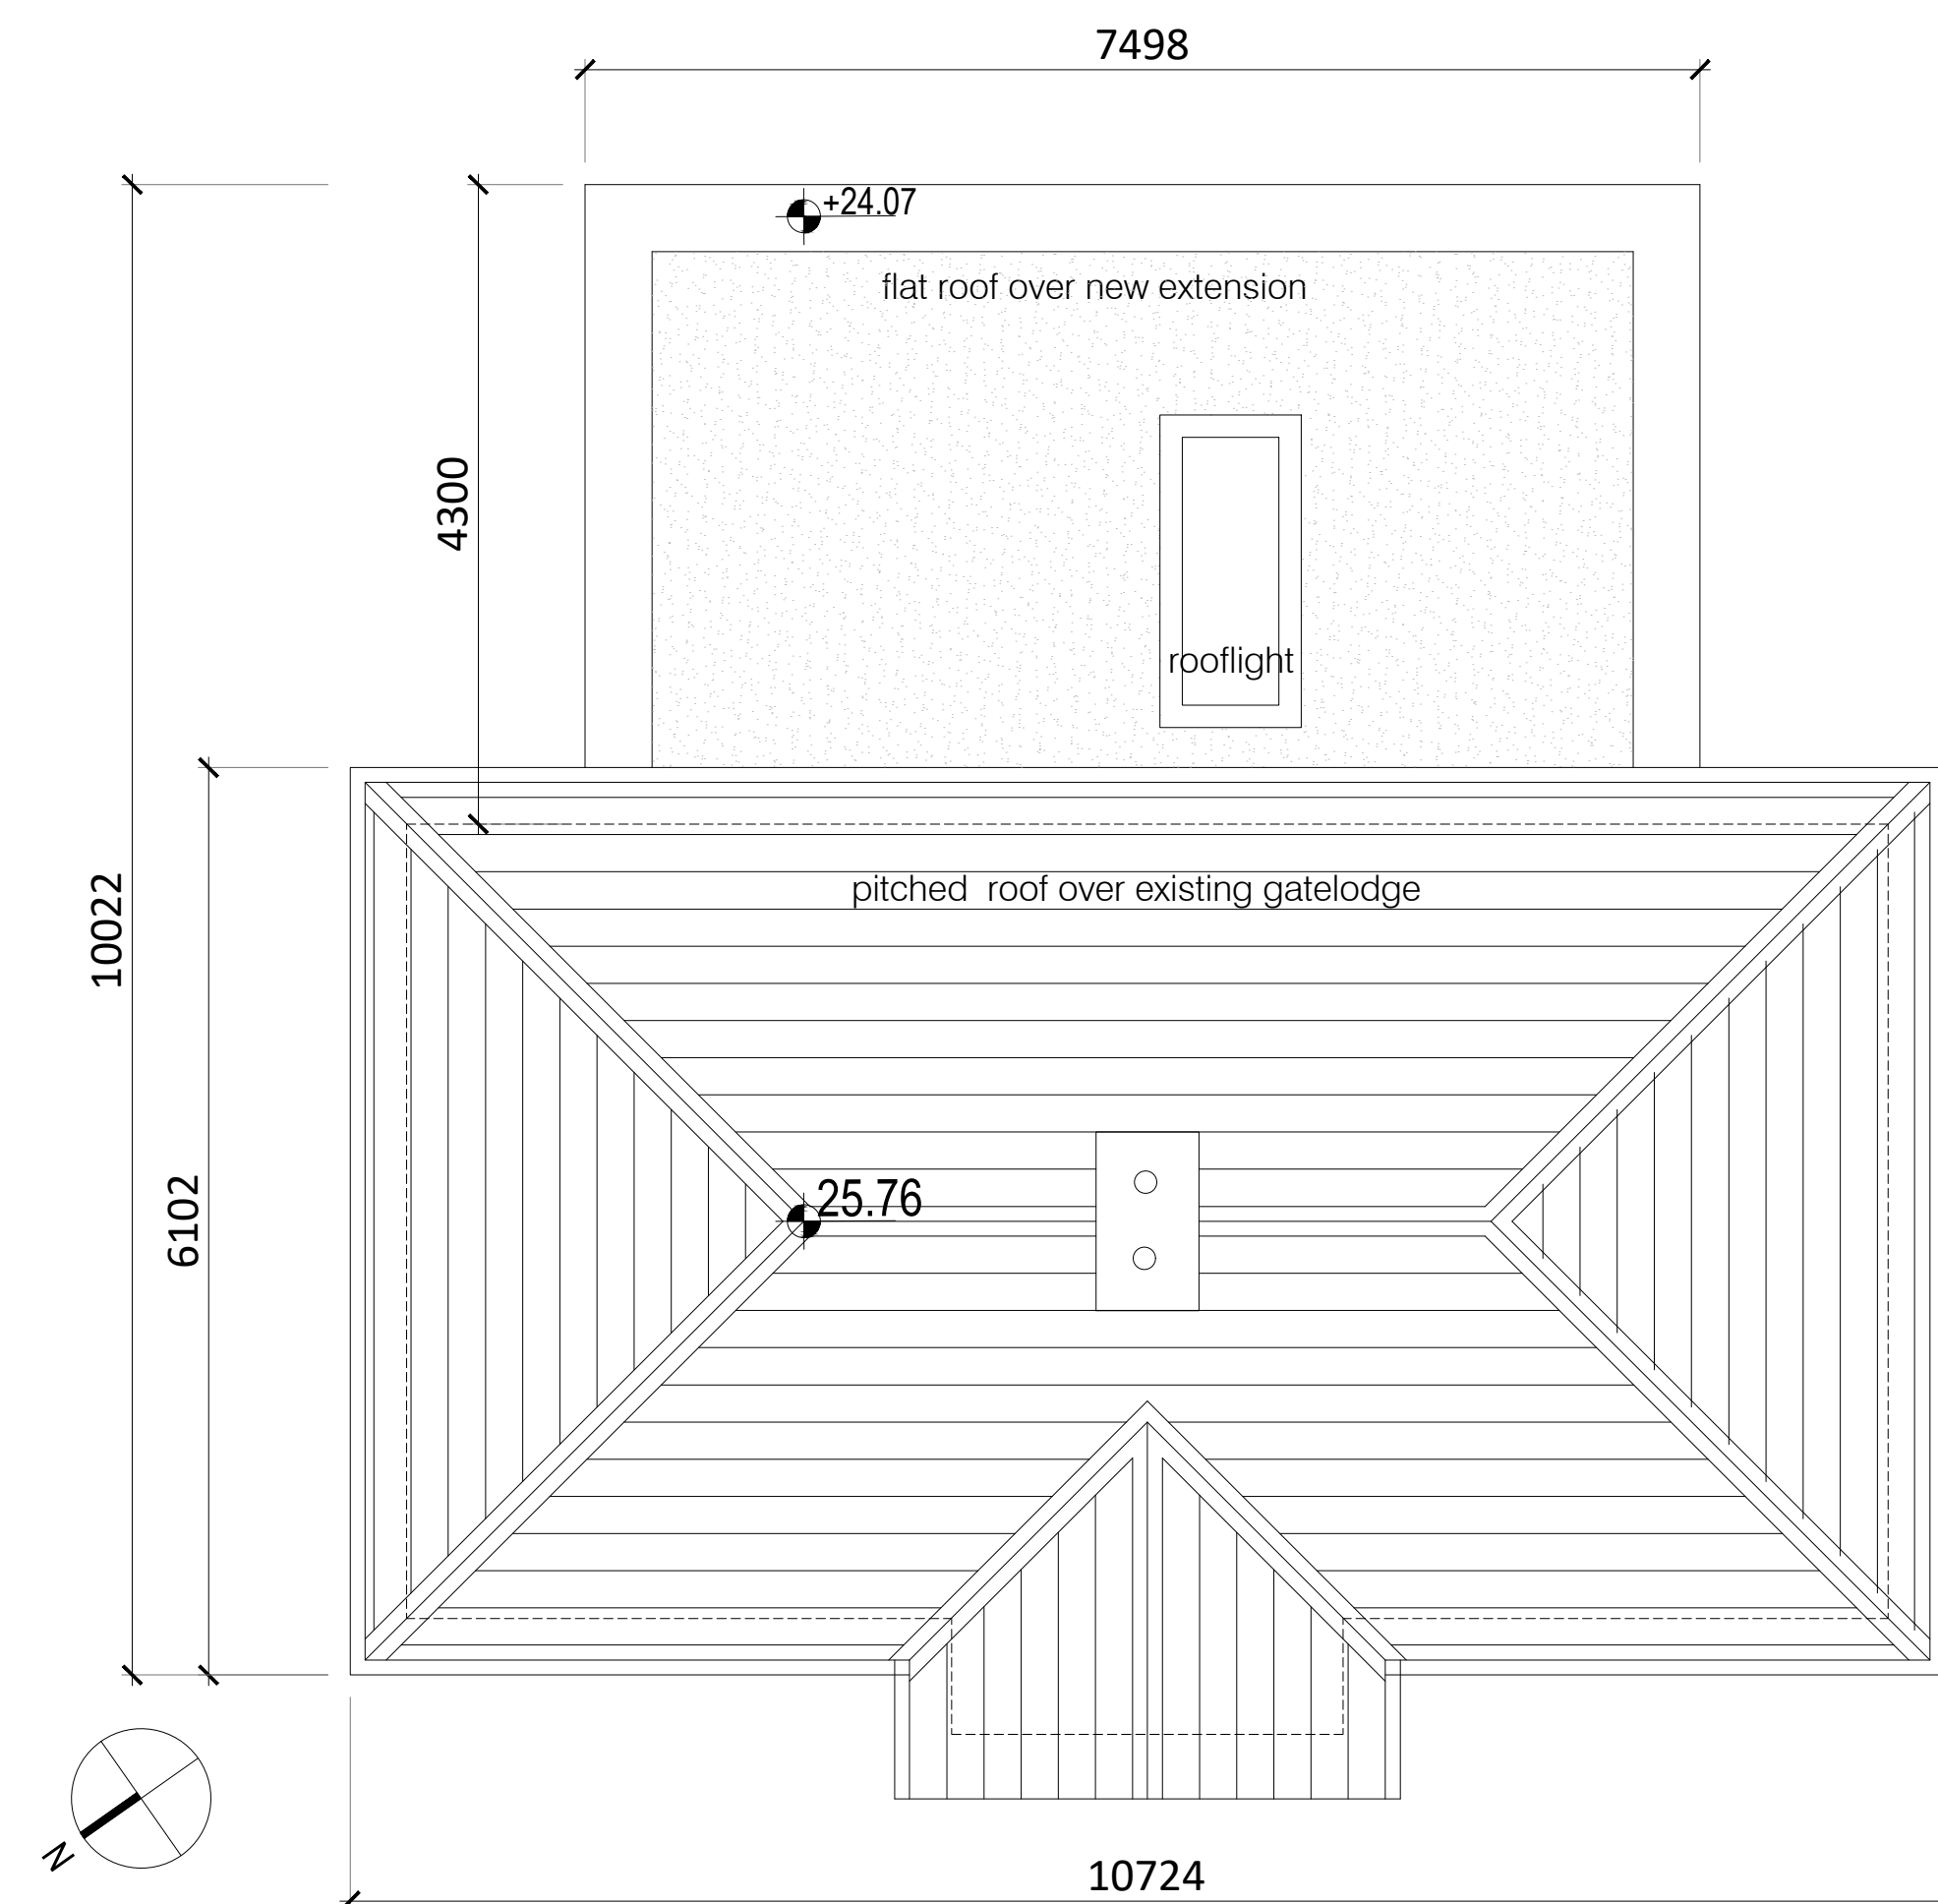 7498
+24.07
flat roof over new extension
4300
rooflight
10022
pitched roof over existing gatelodge
6102
25.76
N
10724